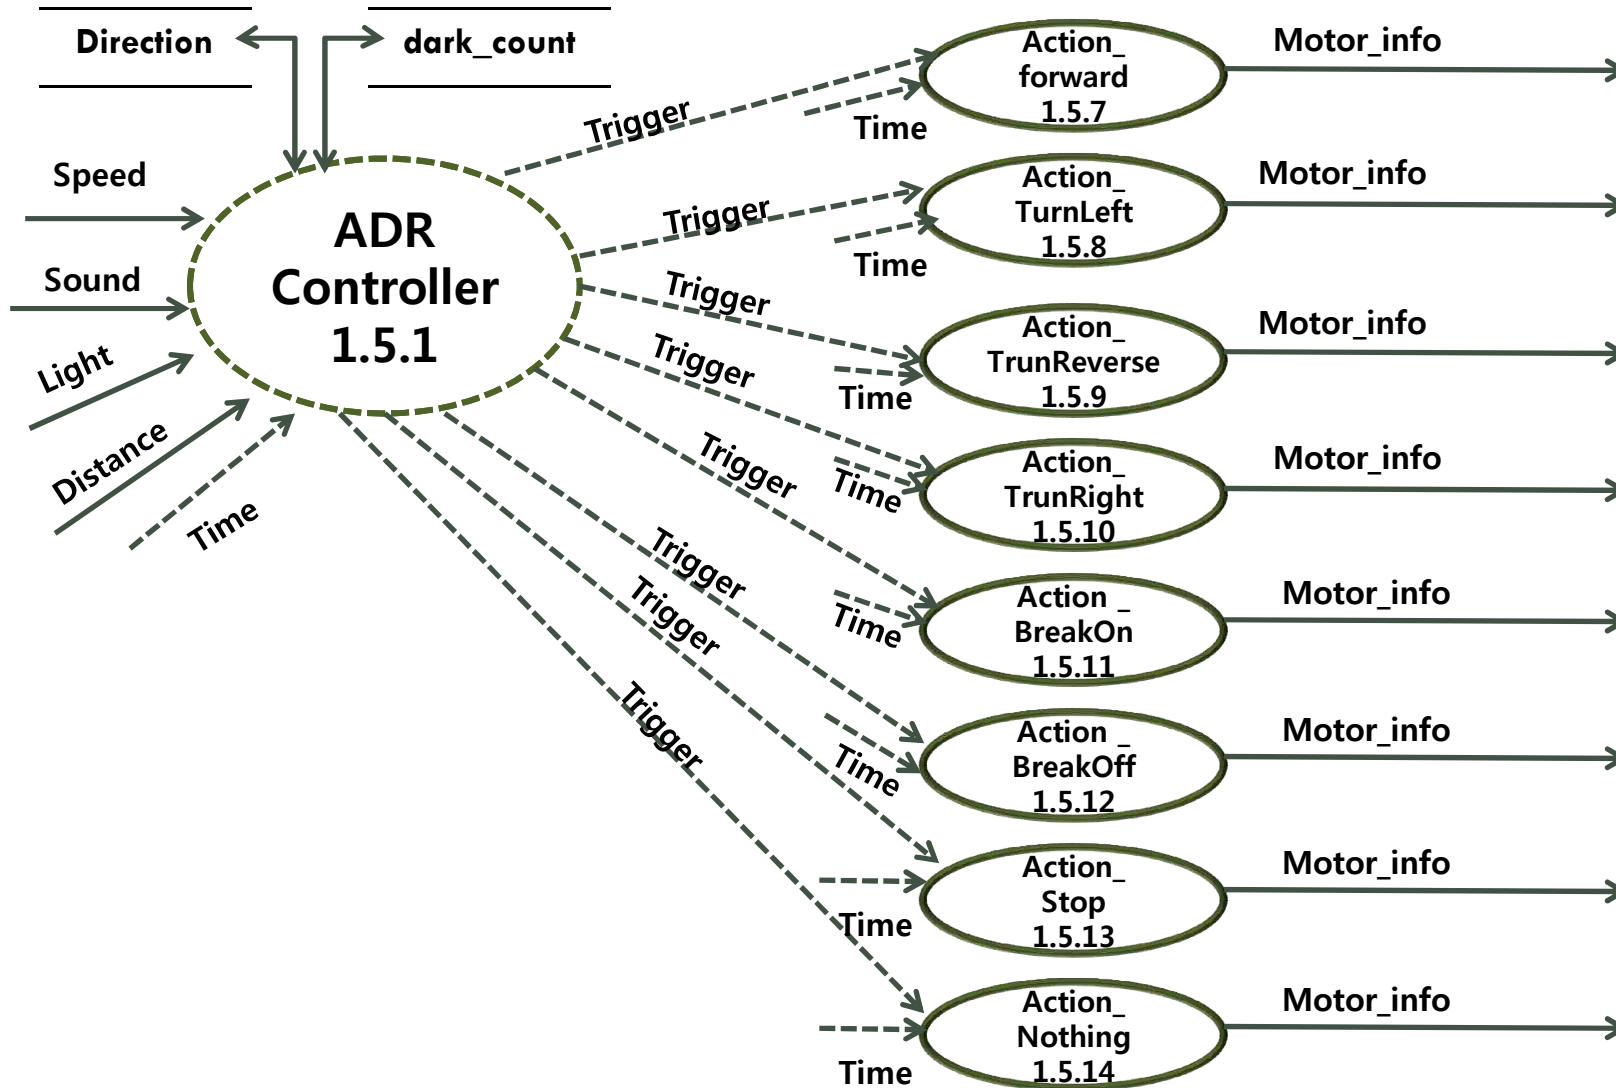 Direction
dark_count
Speed
Sound
Light
Distance
Time
ADR
Controller
1.5.1
Trigger
Trigger
Trigger
Trigger
Trigger
Trigger
Trigger
Trigger
Time
Action_
forward
1.5.7
Motor_info
Time
Action_
TurnLeft
1.5.8
Motor_info
Time
Action_
TrunReverse
1.5.9
Motor_info
Time
Action_
TrunRight
1.5.10
Motor_info
Time
Action _
BreakOn
1.5.11
Motor_info
Time
Action _
BreakOff
1.5.12
Motor_info
Time
Action_
Stop
1.5.13
Motor_info
Time
Action_
Nothing
1.5.14
Motor_info